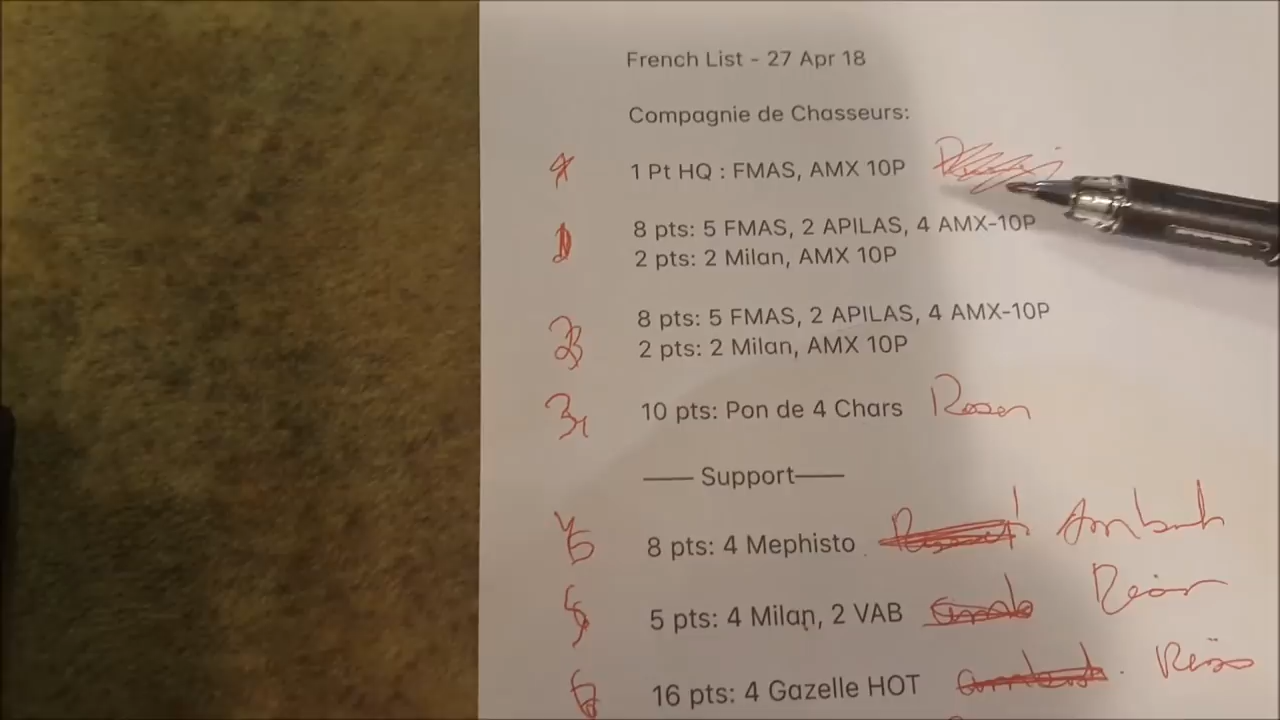 French List - 27 Apr 18
Compagnie de Chasseurs:
1 Pt HQ : FMAS, AMX 10P
8 pts: 5 FMAS, 2 APILAS, 4 AMX-10P
2 pts: 2 Milan, AMX 10P
8 pts: 5 FMAS, 2 APILAS, 4 AMX-10P
2 pts: 2 Milan, AMX 10P
3 10 pts: Pon de 4 Chars
—— Support——
8 pts: 4 Mephisto Ambush
5 pts: 4 Milan, 2 VAB
16 pts: 4 Gazelle HOT